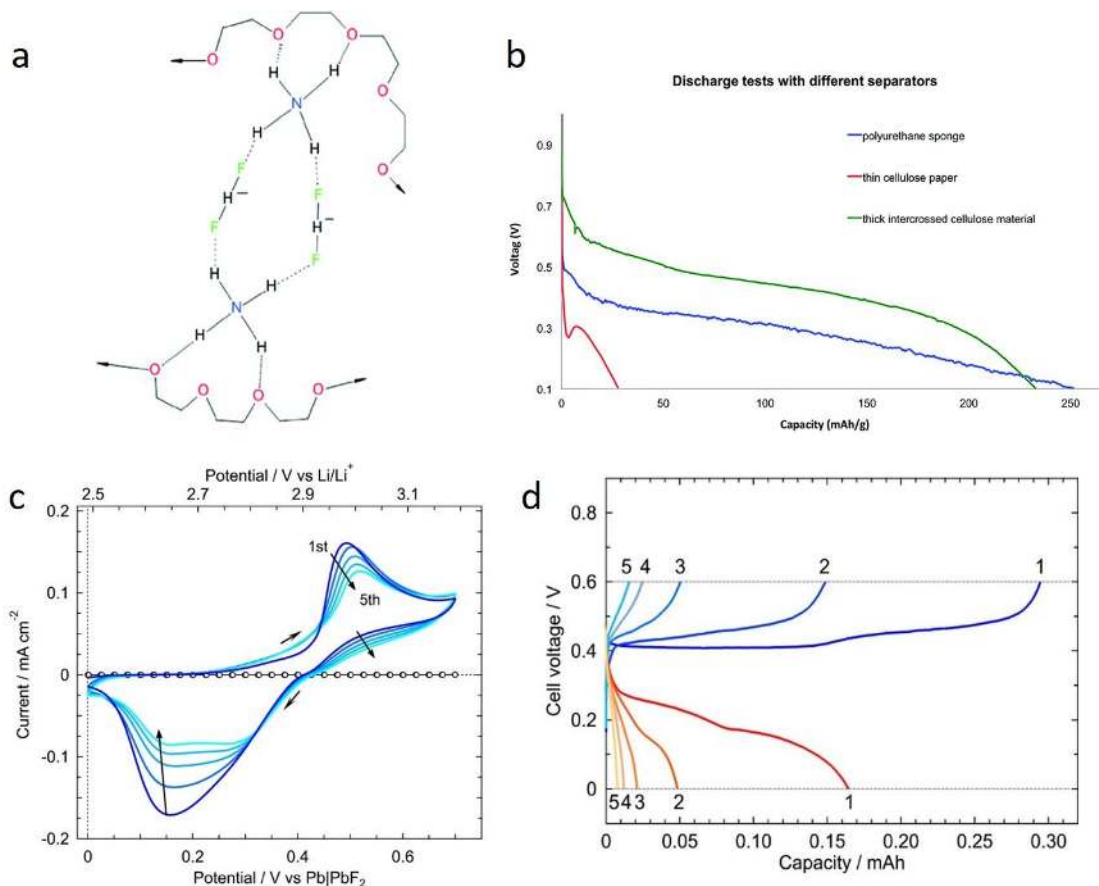 a
O O
O
H H
O
N
H
H
F
O
F
H −
F H −
F
H
H
N
H
H
O
O O O
b
Discharge tests with different separators
polyurethane sponge
thin cellulose paper
thick intercrossed cellulose material
Voltag (V)
0.9
0.7
0.5
0.3
0.1
0 50 100 150 200 250
Capacity (mAh/g)
c
Potential / V vs Li/Li+
2.5 2.7 2.9 3.1
Current / mA cm-2
0.2
0.1
0
-0.1
-0.2
1st
5th
0 0.2 0.4 0.6
Potential / V vs Pb|PbF2
d
Cell voltage / V
0.8
0.6
0.4
0.2
0
5 4 3 2 1
5 4 3 2 1
0 0.05 0.10 0.15 0.20 0.25 0.30
Capacity / mAh